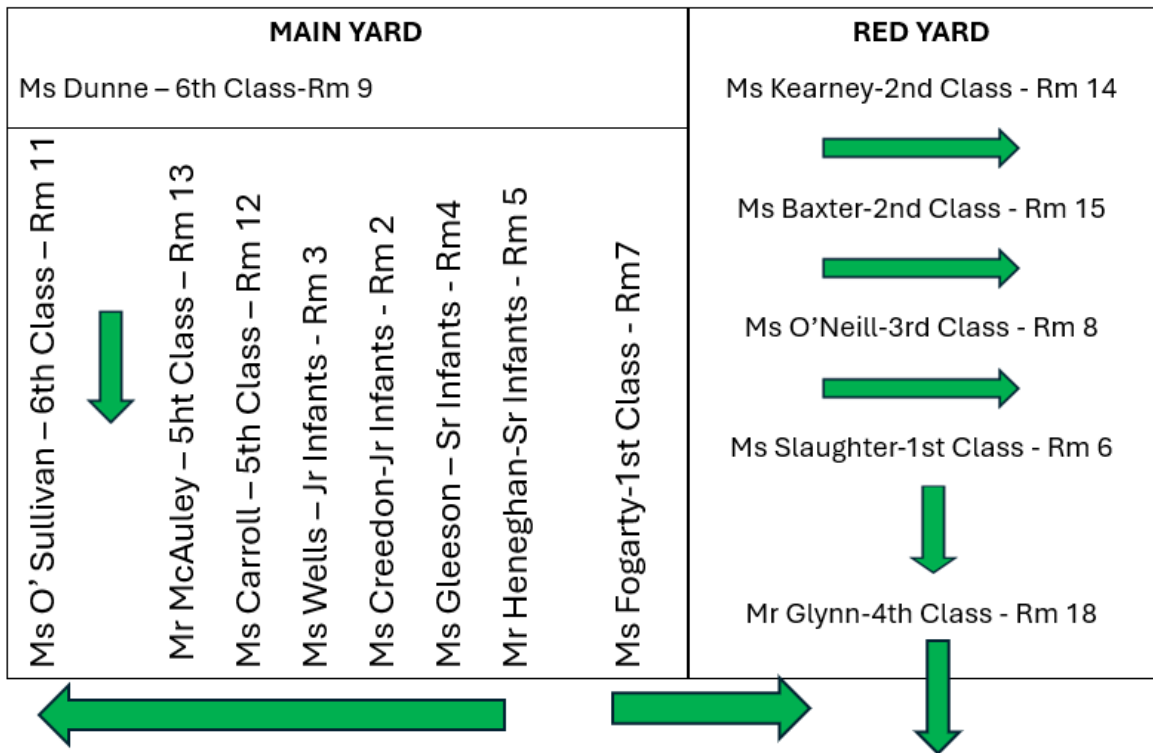 MAIN YARD
Ms Dunne – 6th Class-Rm 9
Ms O’ Sullivan – 6th Class – Rm 11
Mr McAuley – 5ht Class – Rm 13
Ms Carroll – 5th Class – Rm 12
Ms Wells – Jr Infants - Rm 3
Ms Creedon-Jr Infants - Rm 2
Ms Gleeson – Sr Infants - Rm4
Mr Heneghan-Sr Infants - Rm 5
Ms Fogarty-1st Class - Rm7
RED YARD
Ms Kearney-2nd Class - Rm 14
Ms Baxter-2nd Class - Rm 15
Ms O’Neill-3rd Class - Rm 8
Ms Slaughter-1st Class - Rm 6
Mr Glynn-4th Class - Rm 18